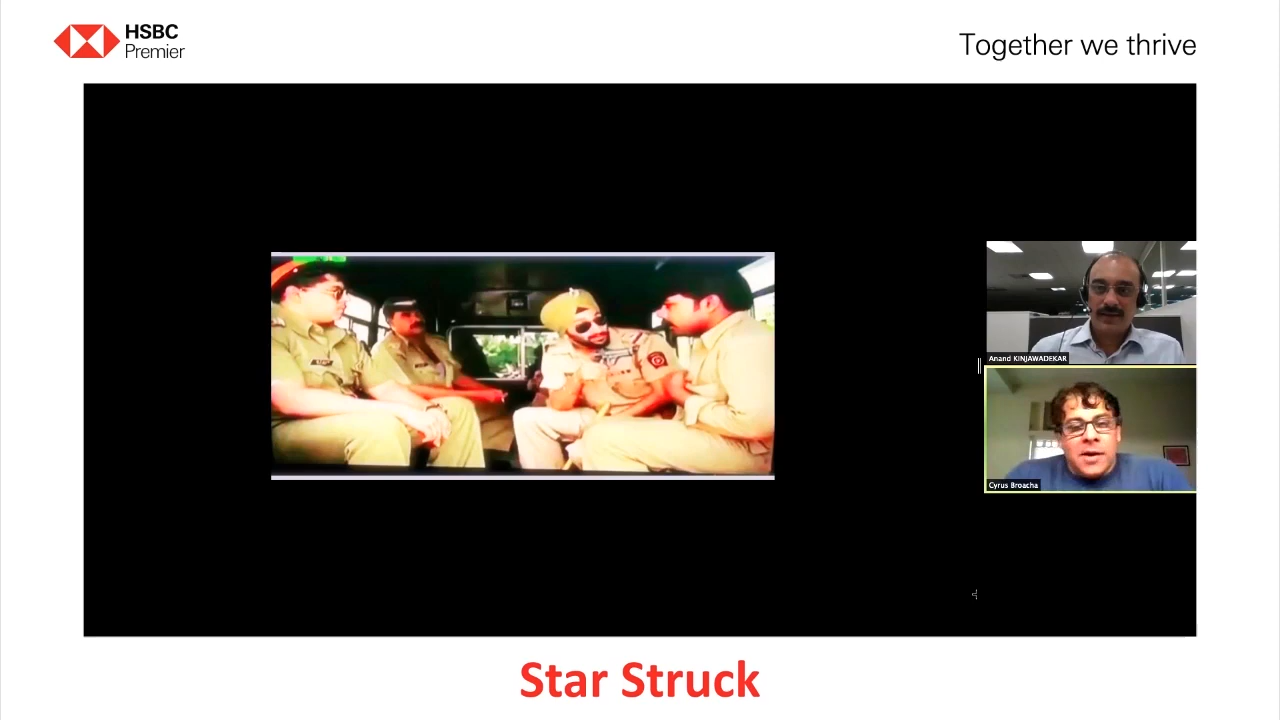 HSBC
Premier
Together we thrive
Anand KINJAWADEKAR
Cyrus Broacha
Star Struck